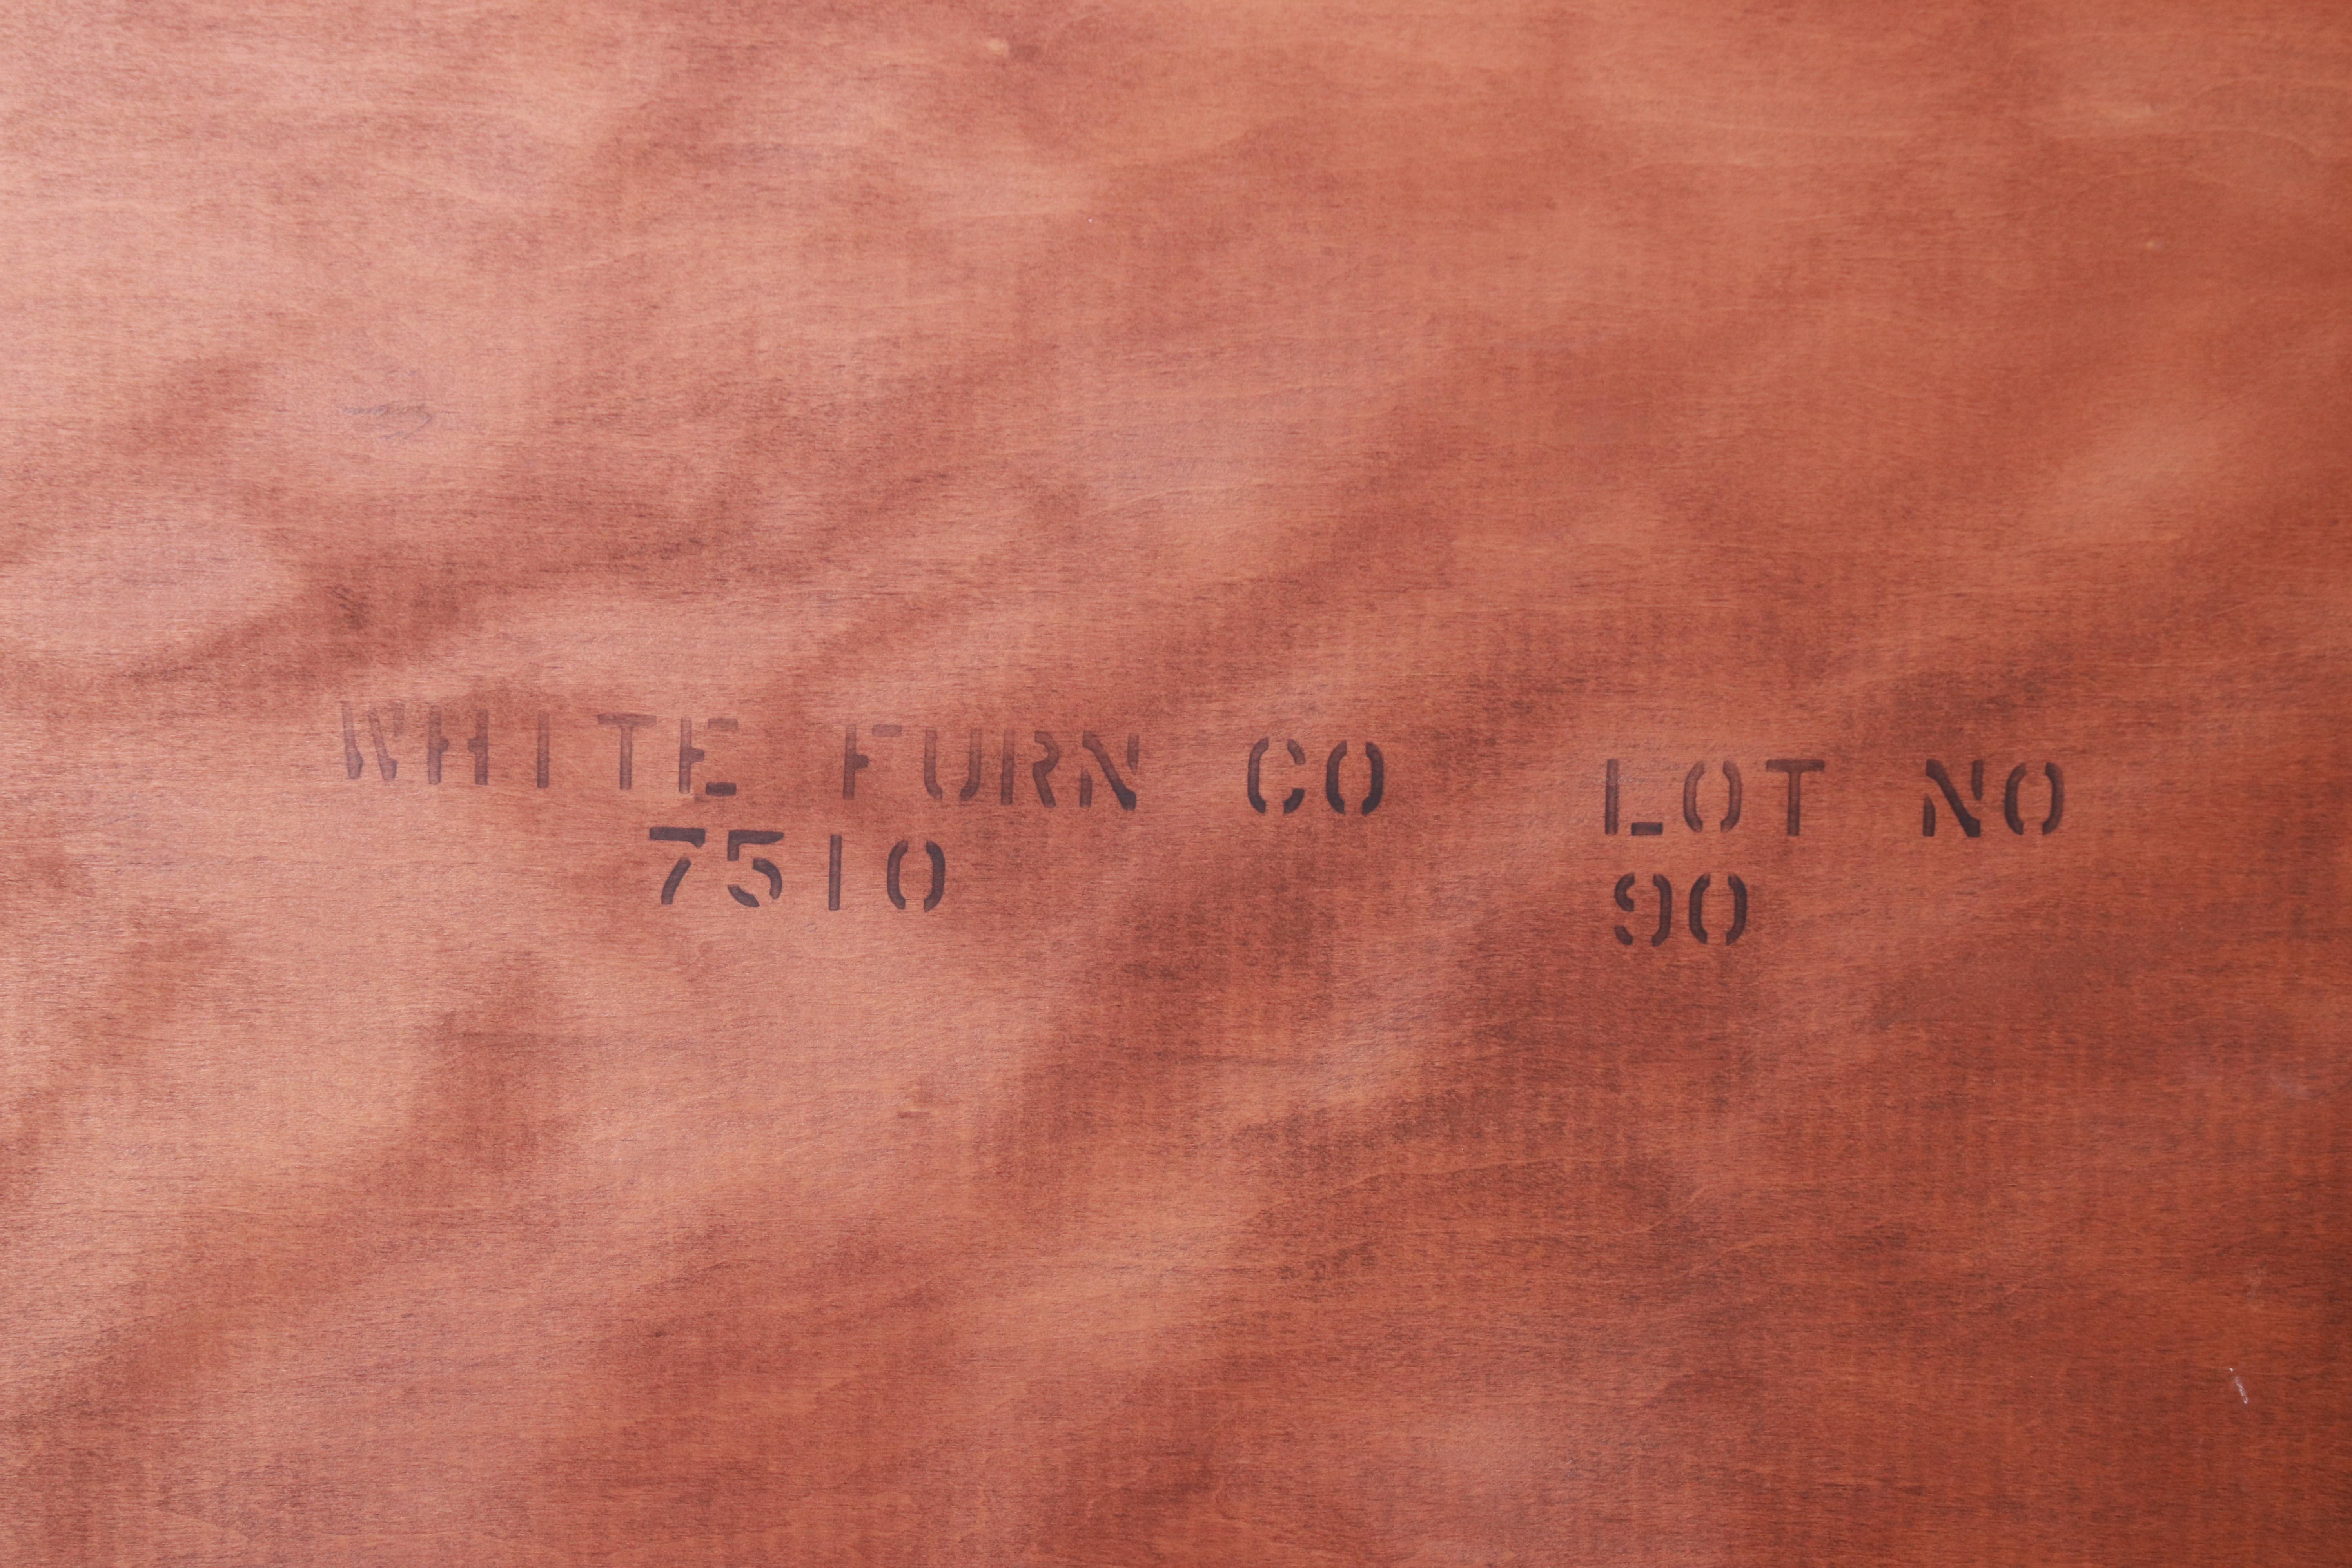 WHITE FURN CO LOT NO
7510 90